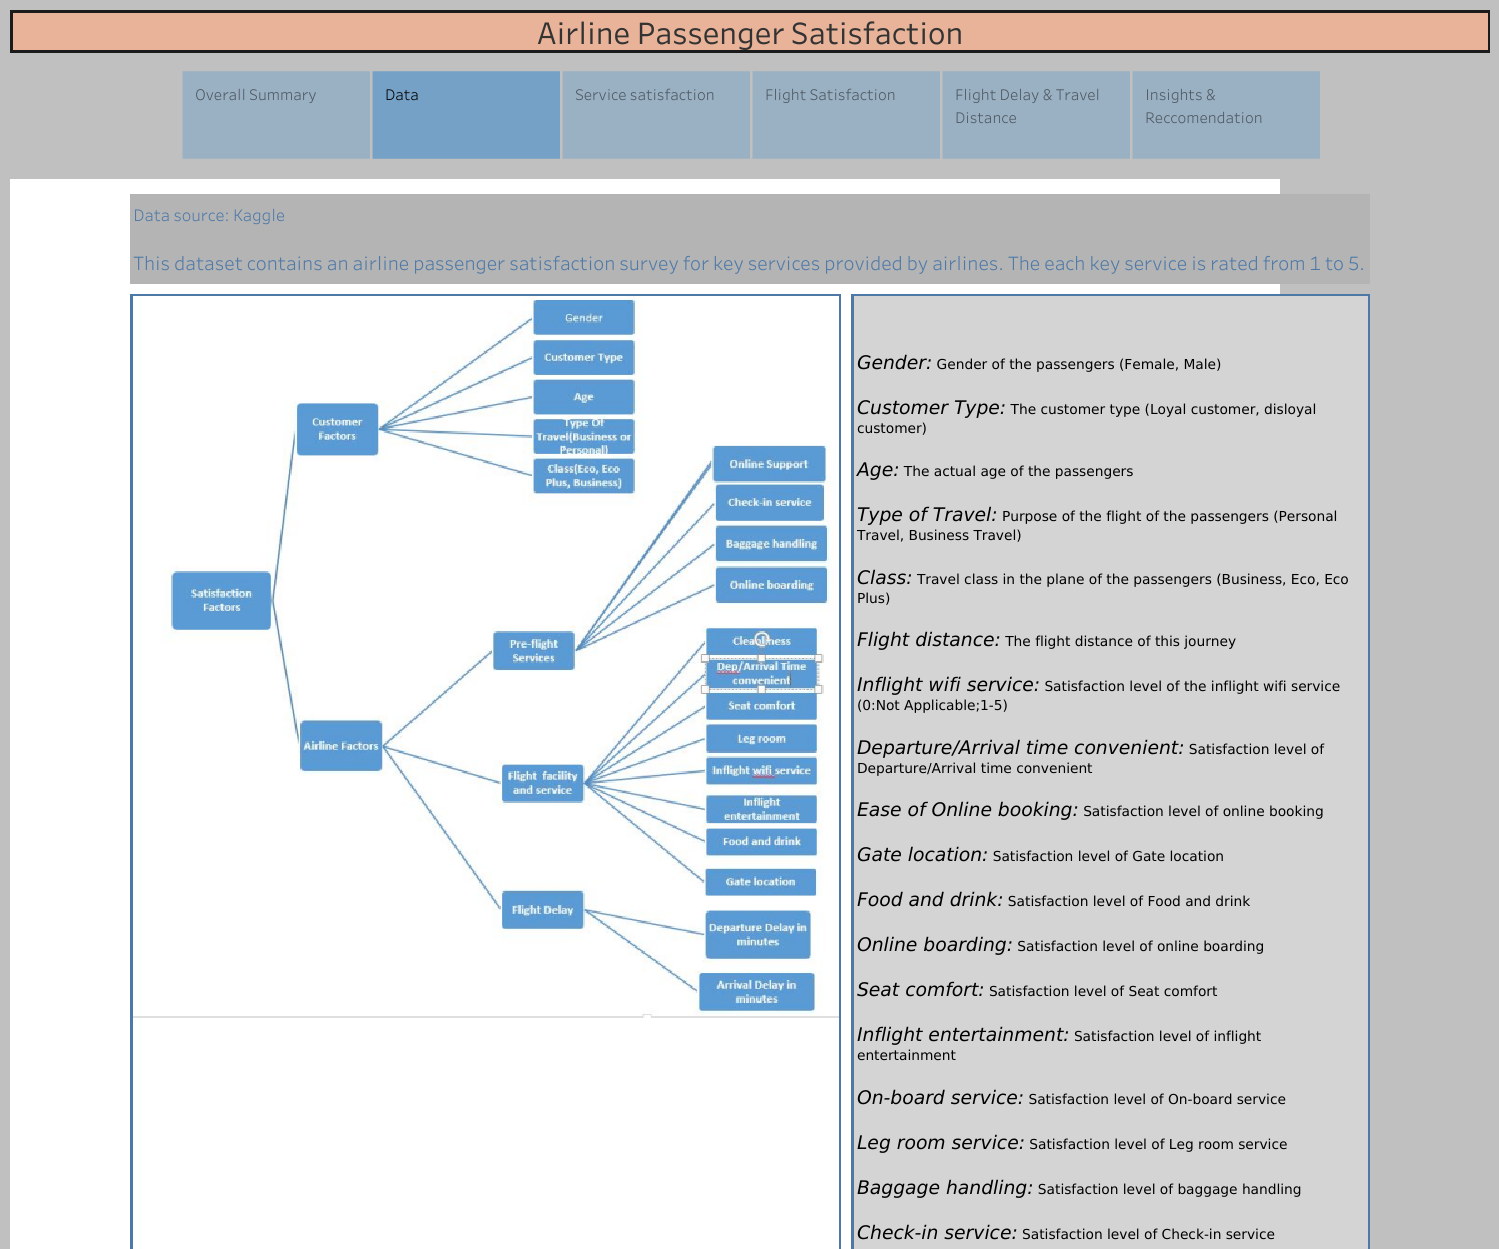 Airline Passenger Satisfaction
Overall Summary
Data
Service satisfaction
Flight Satisfaction
Flight Delay & Travel
Distance
Insights &
Reccomendation
Data source: Kaggle
This dataset contains an airline passenger satisfaction survey for key services provided by airlines. The each key service is rated from 1 to 5.
Gender
Customer Type
Age
Type Of
Travel(Business or
Personal)
Class(Eco, Eco
Plus, Business)
Customer
Factors
Satisfaction
Factors
Airline Factors
Pre-flight
Services
Online Support
Check-in service
Baggage handling
Online boarding
Flight facility
and service
Cleanliness
Dep/Arrival Time
convenient
Seat comfort
Leg room
Inflight wifi service
Inflight
entertainment
Food and drink
Gate location
Flight Delay
Departure Delay in
minutes
Arrival Delay in
minutes
Gender: Gender of the passengers (Female, Male)
Customer Type: The customer type (Loyal customer, disloyal
customer)
Age: The actual age of the passengers
Type of Travel: Purpose of the flight of the passengers (Personal
Travel, Business Travel)
Class: Travel class in the plane of the passengers (Business, Eco, Eco
Plus)
Flight distance: The flight distance of this journey
Inflight wifi service: Satisfaction level of the inflight wifi service
(0:Not Applicable;1-5)
Departure/Arrival time convenient: Satisfaction level of
Departure/Arrival time convenient
Ease of Online booking: Satisfaction level of online booking
Gate location: Satisfaction level of Gate location
Food and drink: Satisfaction level of Food and drink
Online boarding: Satisfaction level of online boarding
Seat comfort: Satisfaction level of Seat comfort
Inflight entertainment: Satisfaction level of inflight
entertainment
On-board service: Satisfaction level of On-board service
Leg room service: Satisfaction level of Leg room service
Baggage handling: Satisfaction level of baggage handling
Check-in service: Satisfaction level of Check-in service